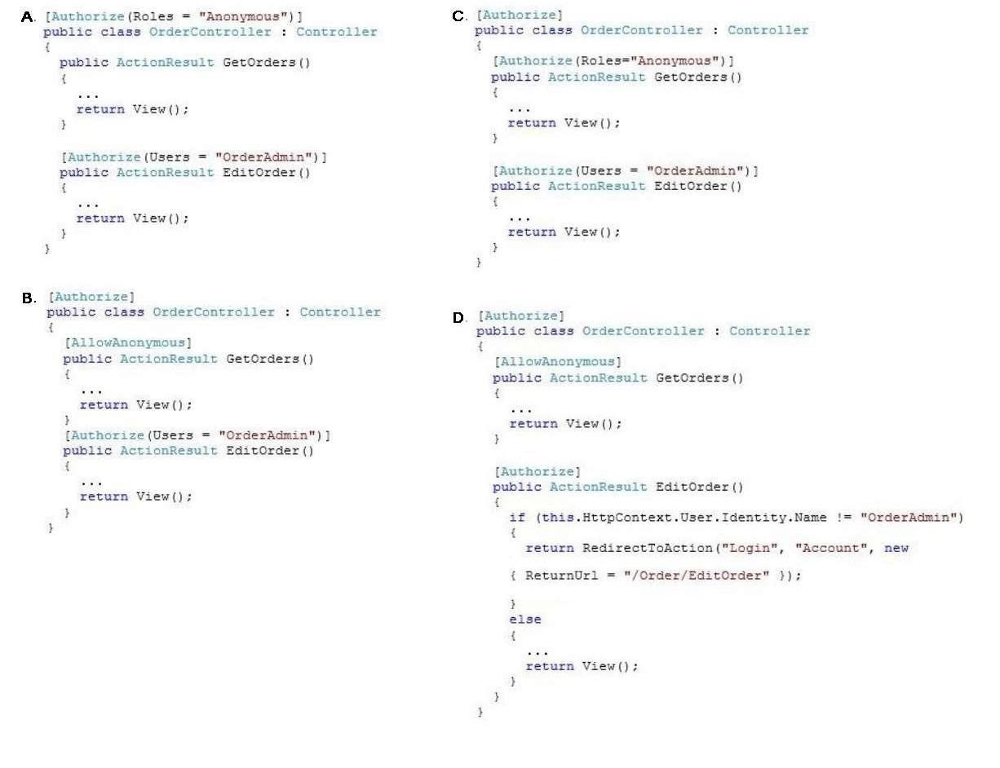 A. [Authorize(Roles = "Anonymous")]
public class OrderController : Controller
{
public ActionResult GetOrders()
{
...
return View();
}
[Authorize(Users = "OrderAdmin")]
public ActionResult EditOrder()
{
...
return View();
}
}
B. [Authorize]
public class OrderController : Controller
{
[AllowAnonymous]
public ActionResult GetOrders()
{
...
return View();
}
[Authorize(Users = "OrderAdmin")]
public ActionResult EditOrder()
{
...
return View();
}
}
C. [Authorize]
public class OrderController : Controller
{
[Authorize(Roles="Anonymous")]
public ActionResult GetOrders()
{
...
return View();
}
[Authorize(Users = "OrderAdmin")]
public ActionResult EditOrder()
{
...
return View();
}
}
D. [Authorize]
public class OrderController : Controller
{
[AllowAnonymous]
public ActionResult GetOrders()
{
...
return View();
}
[Authorize]
public ActionResult EditOrder()
{
if (this.HttpContext.User.Identity.Name != "OrderAdmin")
{
return RedirectToAction("Login", "Account", new
{ ReturnUrl = "/Order/EditOrder" });
}
else
{
...
return View();
}
}
}